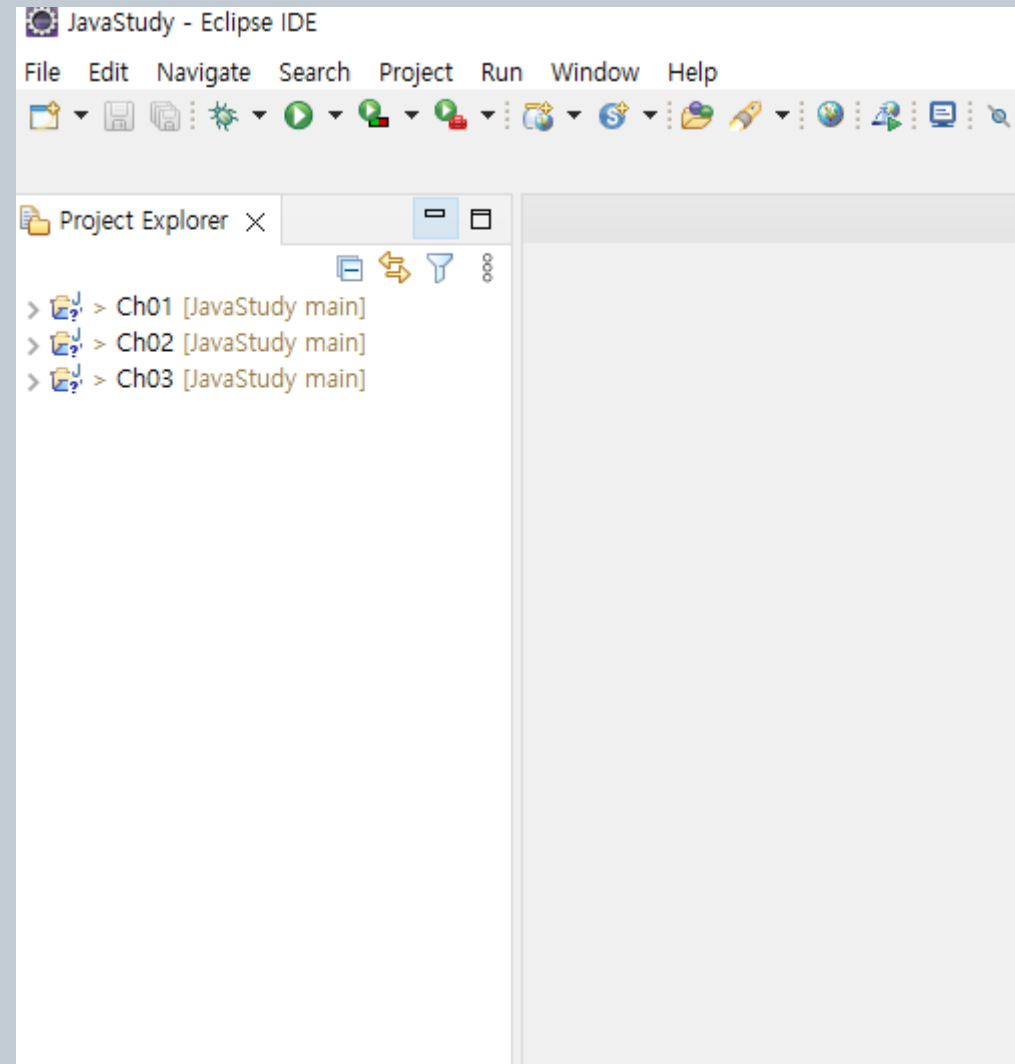 JavaStudy - Eclipse IDE
File Edit Navigate Search Project Run Window Help
Project Explorer
> Ch01 [JavaStudy main]
> Ch02 [JavaStudy main]
> Ch03 [JavaStudy main]